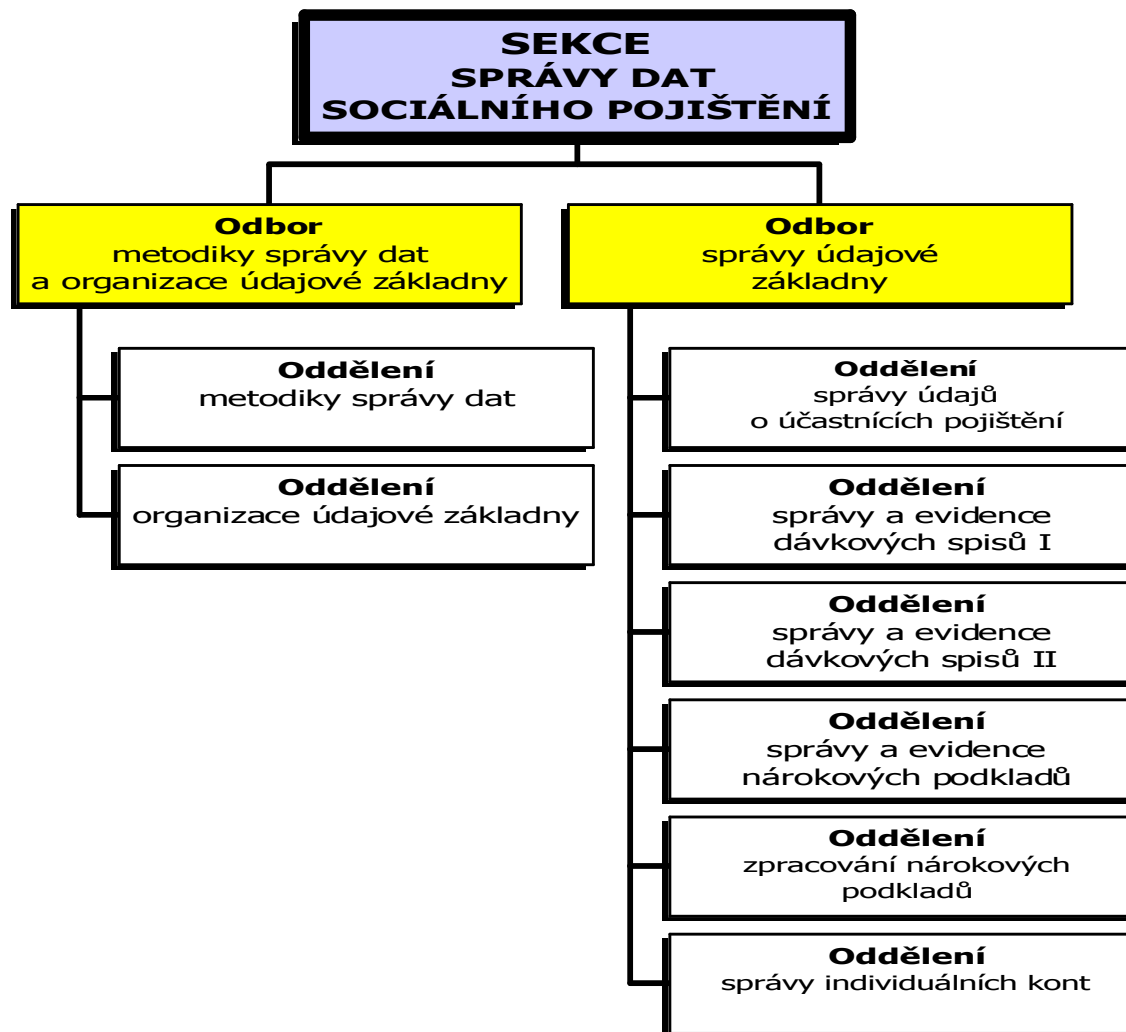 SEKCE
SPRÁVY DAT
SOCIÁLNÍHO POJIŠTĚNÍ
Odbor
metodiky správy dat
a organizace údajové základny
Oddělení
metodiky správy dat
Oddělení
organizace údajové základny
Odbor
správy údajové
základny
Oddělení
správy údajů
o účastnících pojištění
Oddělení
správy a evidence
dávkových spisů I
Oddělení
správy a evidence
dávkových spisů II
Oddělení
správy a evidence
nárokových podkladů
Oddělení
zpracování nárokových
podkladů
Oddělení
správy individuálních kont